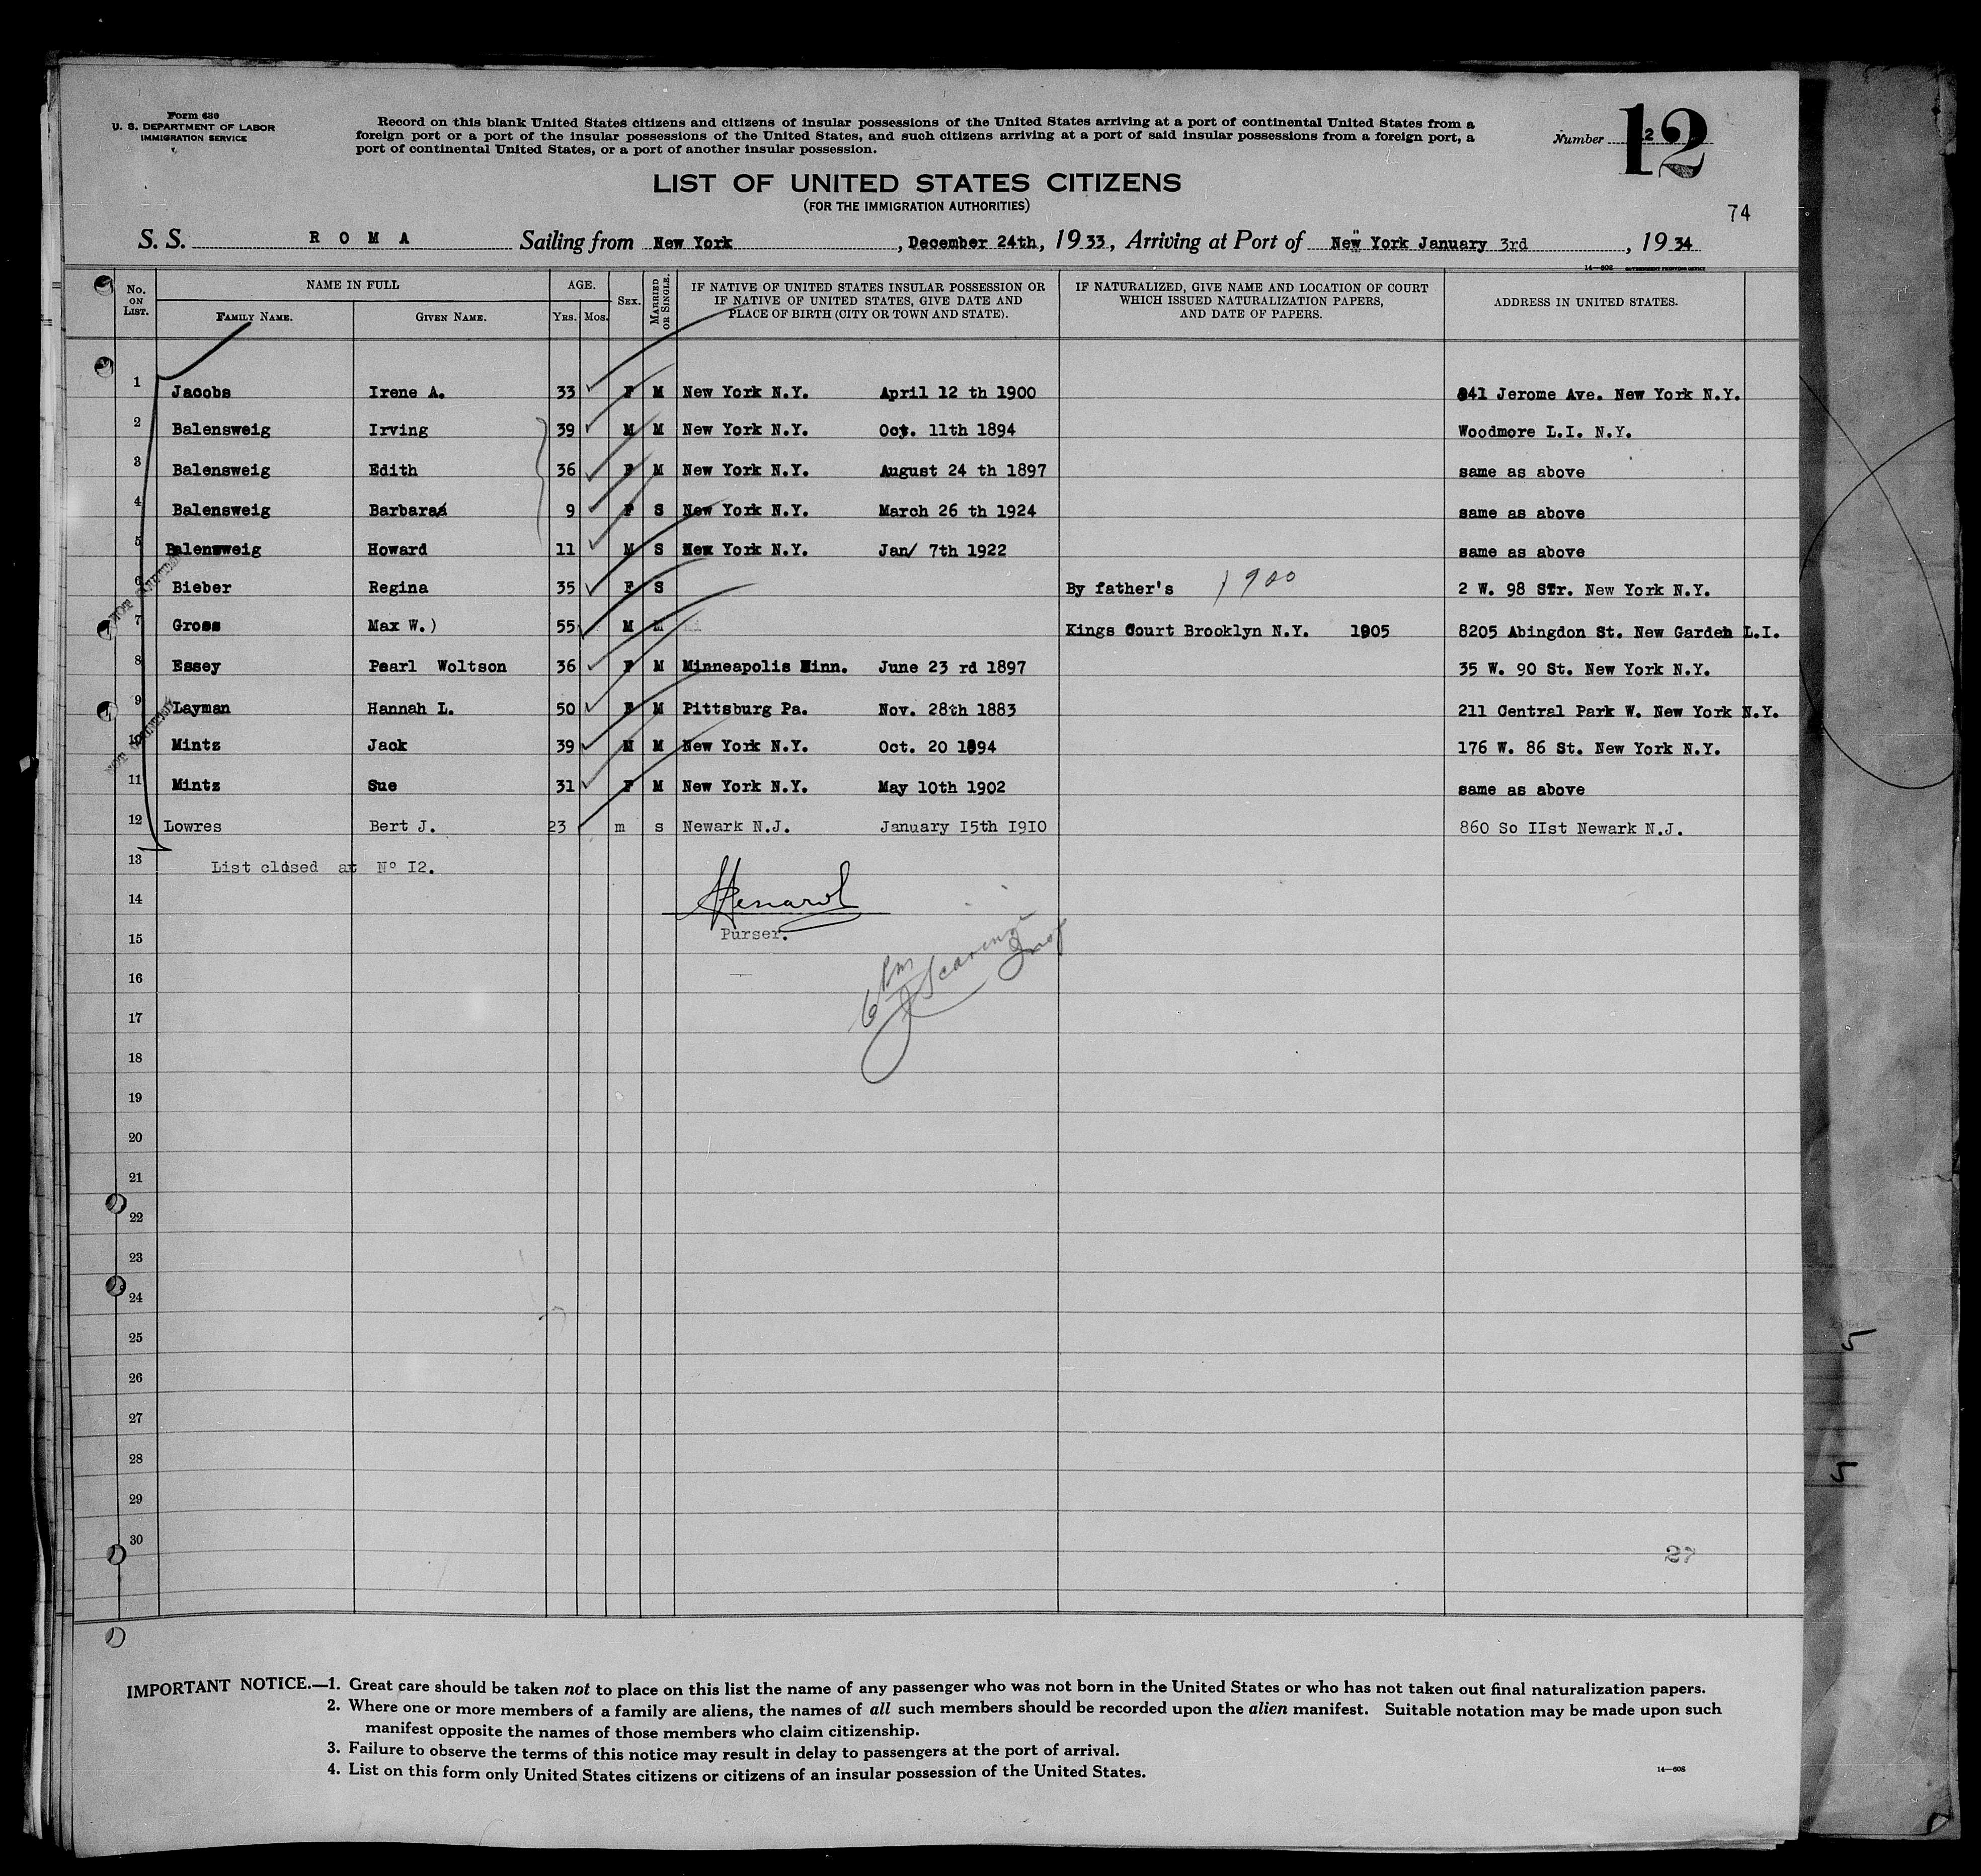 Form 630
U. S. DEPARTMENT OF LABOR
IMMIGRATION SERVICE
Record on this blank United States citizens and citizens of insular possessions of the United States arriving at a port of continental United States from a
foreign port or a port of the insular possessions of the United States, and such citizens arriving at a port of said insular possessions from a foreign port, a
port of continental United States, or a port of another insular possession.
Number 12
12
LIST OF UNITED STATES CITIZENS
(FOR THE IMMIGRATION AUTHORITIES)
74
S. S. ROMA Sailing from New York, December 24th, 1933, Arriving at Port of New York January 3rd, 1934
14—608 GOVERNMENT PRINTING OFFICE
No. ON LIST. NAME IN FULL AGE. SEX. MARRIED OR SINGLE. IF NATIVE OF UNITED STATES INSULAR POSSESSION OR IF NATIVE OF UNITED STATES, GIVE DATE AND PLACE OF BIRTH (CITY OR TOWN AND STATE). IF NATURALIZED, GIVE NAME AND LOCATION OF COURT WHICH ISSUED NATURALIZATION PAPERS, AND DATE OF PAPERS. ADDRESS IN UNITED STATES.
FAMILY NAME. GIVEN NAME. YRS. MOS.
1 Jacobs Irene A. 33 F M New York N.Y. April 12 th 1900 841 Jerome Ave. New York N.Y.
2 Balensweig Irving 39 M M New York N.Y. Oct. 11th 1894 Woodmore L.I. N.Y.
3 Balensweig Edith 36 F M New York N.Y. August 24 th 1897 same as above
4 Balensweig Barbara 9 F S New York N.Y. March 26 th 1924 same as above
5 Balensweig Howard 11 M S New York N.Y. Jan/ 7th 1922 same as above
6 Bieber Regina 35 F S By father's 1900 2 W. 98 STr. New York N.Y.
7 Gross Max W.) 55 M M Kings Court Brooklyn N.Y. 1905 8205 Abingdon St. New Garden L.I.
8 Essey Pearl Woltson 36 F M Minneapolis Minn. June 23 rd 1897 35 W. 90 St. New York N.Y.
9 Layman Hannah L. 50 F M Pittsburg Pa. Nov. 28th 1883 211 Central Park W. New York N.Y.
10 Mintz Jack 39 M M New York N.Y. Oct. 20 1894 176 W. 86 St. New York N.Y.
11 Mintz Sue 31 F M New York N.Y. May 10th 1902 same as above
12 Lowres Bert J. 23 m s Newark N.J. January I5th I9I0 860 So IIst Newark N.J.
13 List closed at Nº I2.
14
15 Purser.
16
17
18
19
20
21
22
23
24
25
26
27
28
29
30
27
IMPORTANT NOTICE.—1. Great care should be taken not to place on this list the name of any passenger who was not born in the United States or who has not taken out final naturalization papers.
2. Where one or more members of a family are aliens, the names of all such members should be recorded upon the alien manifest. Suitable notation may be made upon such
manifest opposite the names of those members who claim citizenship.
3. Failure to observe the terms of this notice may result in delay to passengers at the port of arrival.
4. List on this form only United States citizens or citizens of an insular possession of the United States.
14—608